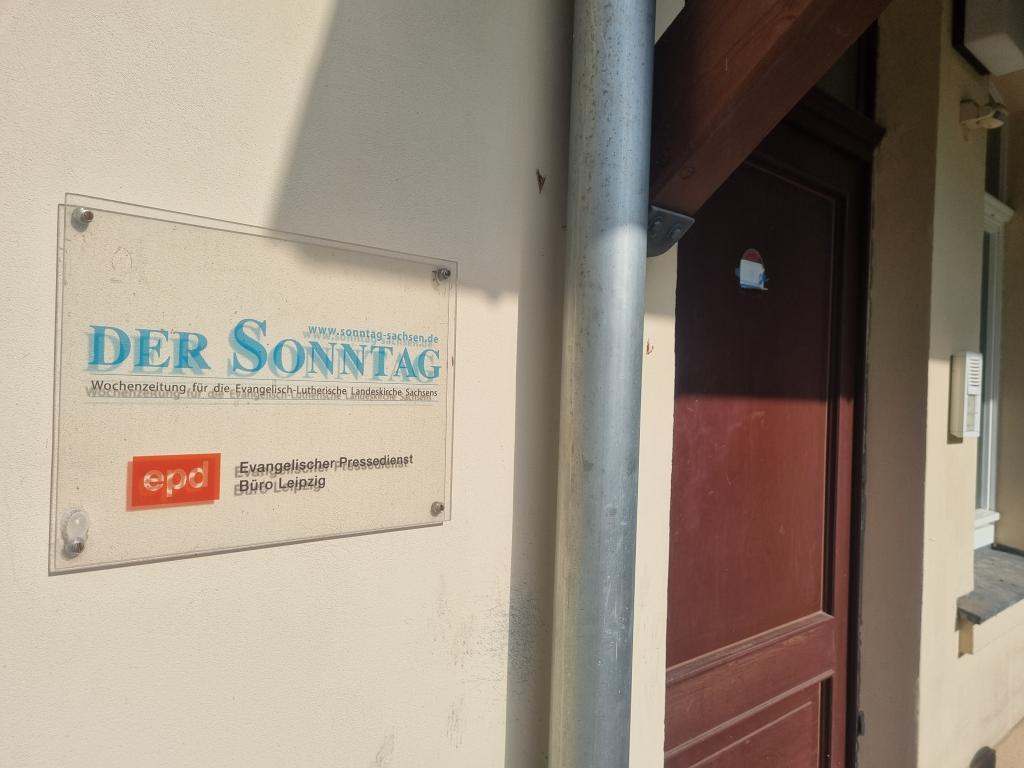 www.sonntag-sachsen.de
DER SONNTAG
Wochenzeitung für die Evangelisch-Lutherische Landeskirche Sachsens
epd
Evangelischer Pressedienst
Büro Leipzig